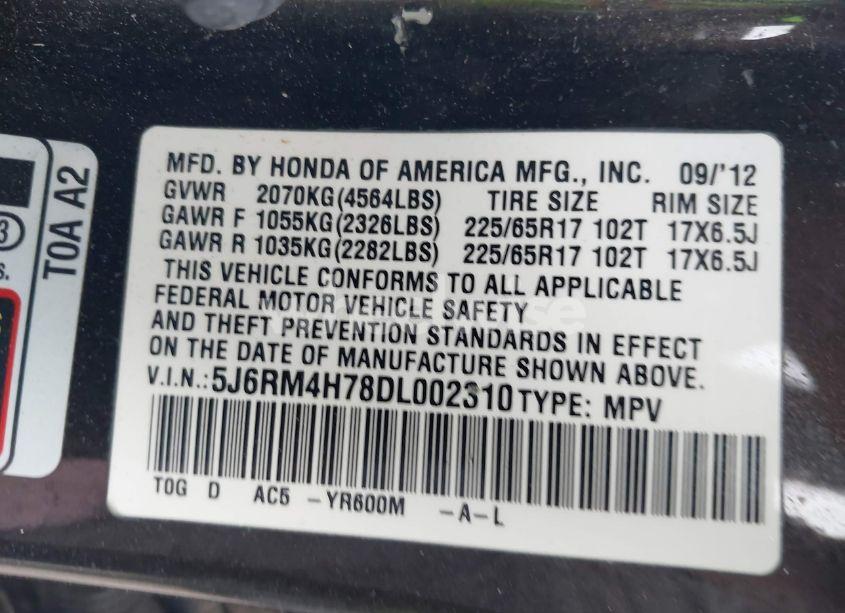 MFD. BY HONDA OF AMERICA MFG., INC. 09/'12
GVWR 2070KG(4564LBS) TIRE SIZE RIM SIZE
GAWR F 1055KG(2326LBS) 225/65R17 102T 17X6.5J
GAWR R 1035KG(2282LBS) 225/65R17 102T 17X6.5J
THIS VEHICLE CONFORMS TO ALL APPLICABLE
FEDERAL MOTOR VEHICLE SAFETY
AND THEFT PREVENTION STANDARDS IN EFFECT
ON THE DATE OF MANUFACTURE SHOWN ABOVE.
V.I.N.: 5J6RM4H78DL002310 TYPE: MPV
TOG D AC5 -YR600M -A-L
TOA A2
3
s.